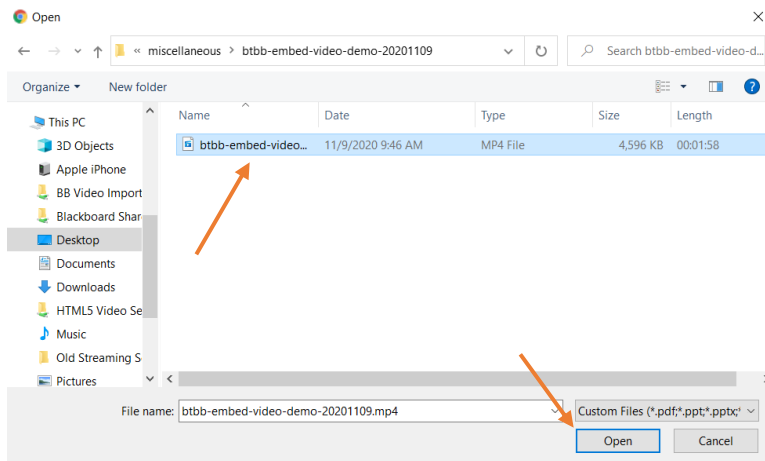 Open
« miscellaneous > btbb-embed-video-demo-20201109
Search btbb-embed-video-d...
Organize New folder
?
Name Date Type Size Length
This PC
3D Objects
Apple iPhone
BB Video Import
Blackboard Shar
Desktop
Documents
Downloads
HTML5 Video Se
Music
Old Streaming S
Pictures
btbb-embed-video... 11/9/2020 9:46 AM MP4 File 4,596 KB 00:01:58
File name: btbb-embed-video-demo-20201109.mp4 Custom Files (*.pdf;*.ppt;*.pptx;*
Open Cancel